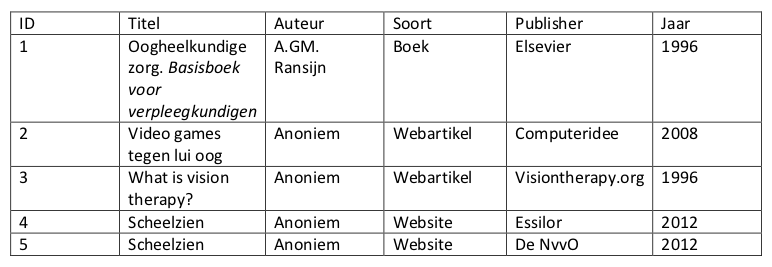 ID Titel Auteur Soort Publisher Jaar
1 Oogheelkundige A.GM. Boek Elsevier 1996
zorg. Basisboek Ransijn
voor
verpleegkundigen
2 Video games Anoniem Webartikel Computeridee 2008
tegen lui oog
3 What is vision Anoniem Webartikel Visiontherapy.org 1996
therapy?
4 Scheelzien Anoniem Website Essilor 2012
5 Scheelzien Anoniem Website De NvvO 2012